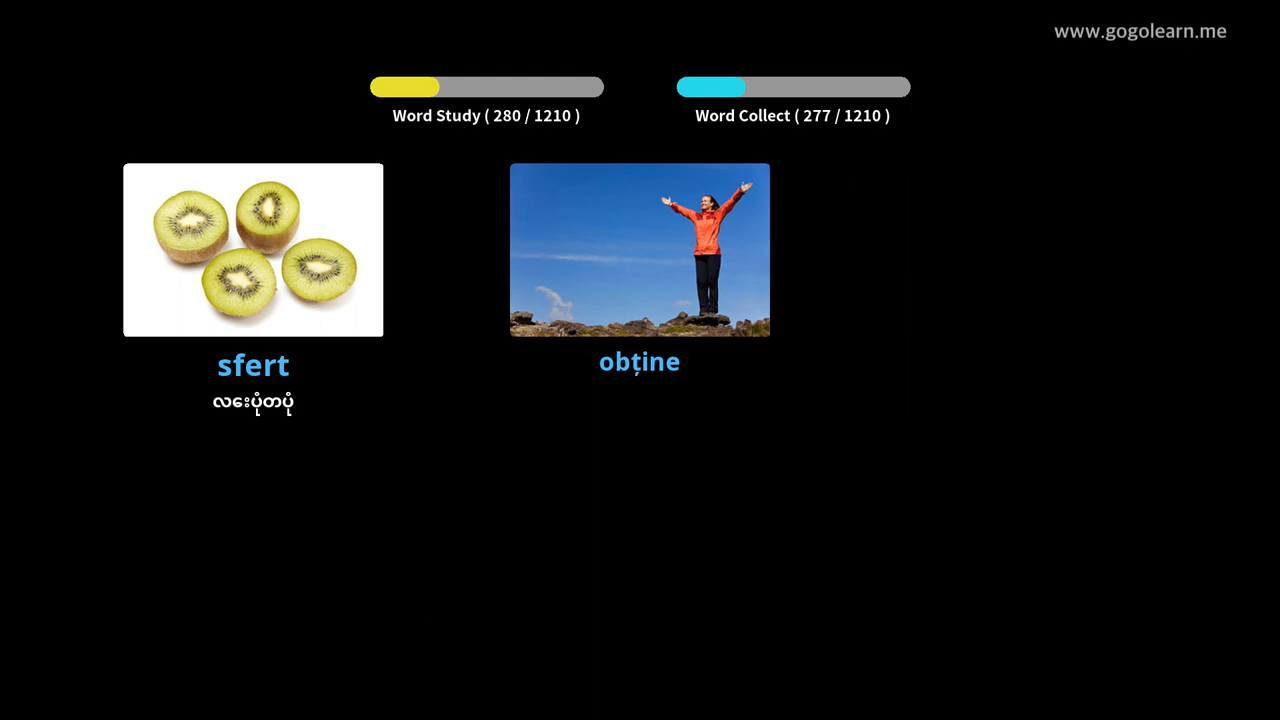 www.gogolearn.me
Word Study ( 280 / 1210 )
Word Collect ( 277 / 1210 )
sfert
လေးပုံတပုံ
obține